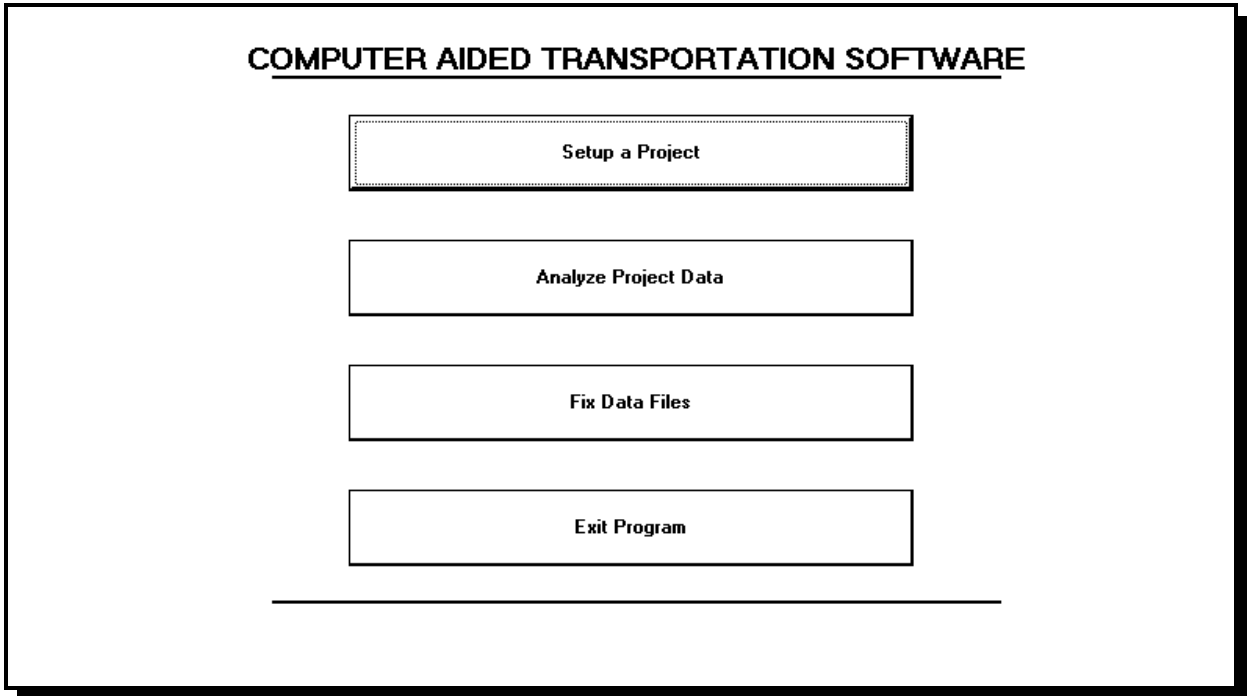 COMPUTER AIDED TRANSPORTATION SOFTWARE
Setup a Project
Analyze Project Data
Fix Data Files
Exit Program